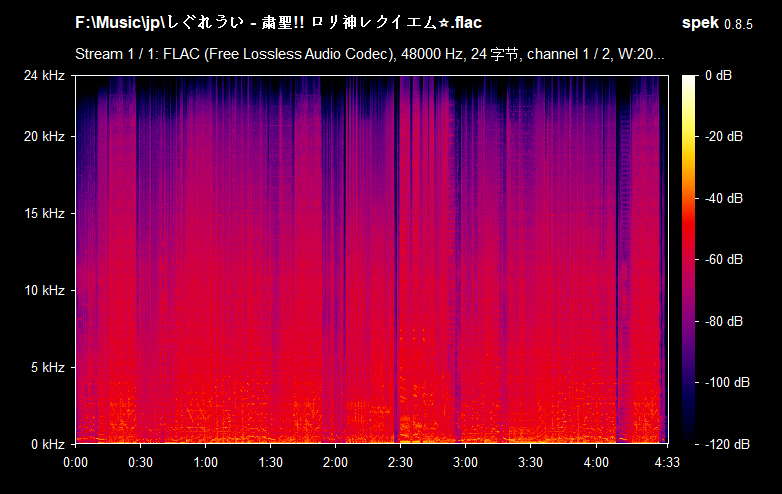 F:\Music\jp\しぐれうい - 粛聖!! ロリ神レクイエム☆.flac
spek 0.8.5
Stream 1 / 1: FLAC (Free Lossless Audio Codec), 48000 Hz, 24 字节, channel 1 / 2, W:20...
24 kHz
20 kHz
15 kHz
10 kHz
5 kHz
0 kHz
0:00 0:30 1:00 1:30 2:00 2:30 3:00 3:30 4:00 4:33
0 dB
-20 dB
-40 dB
-60 dB
-80 dB
-100 dB
-120 dB